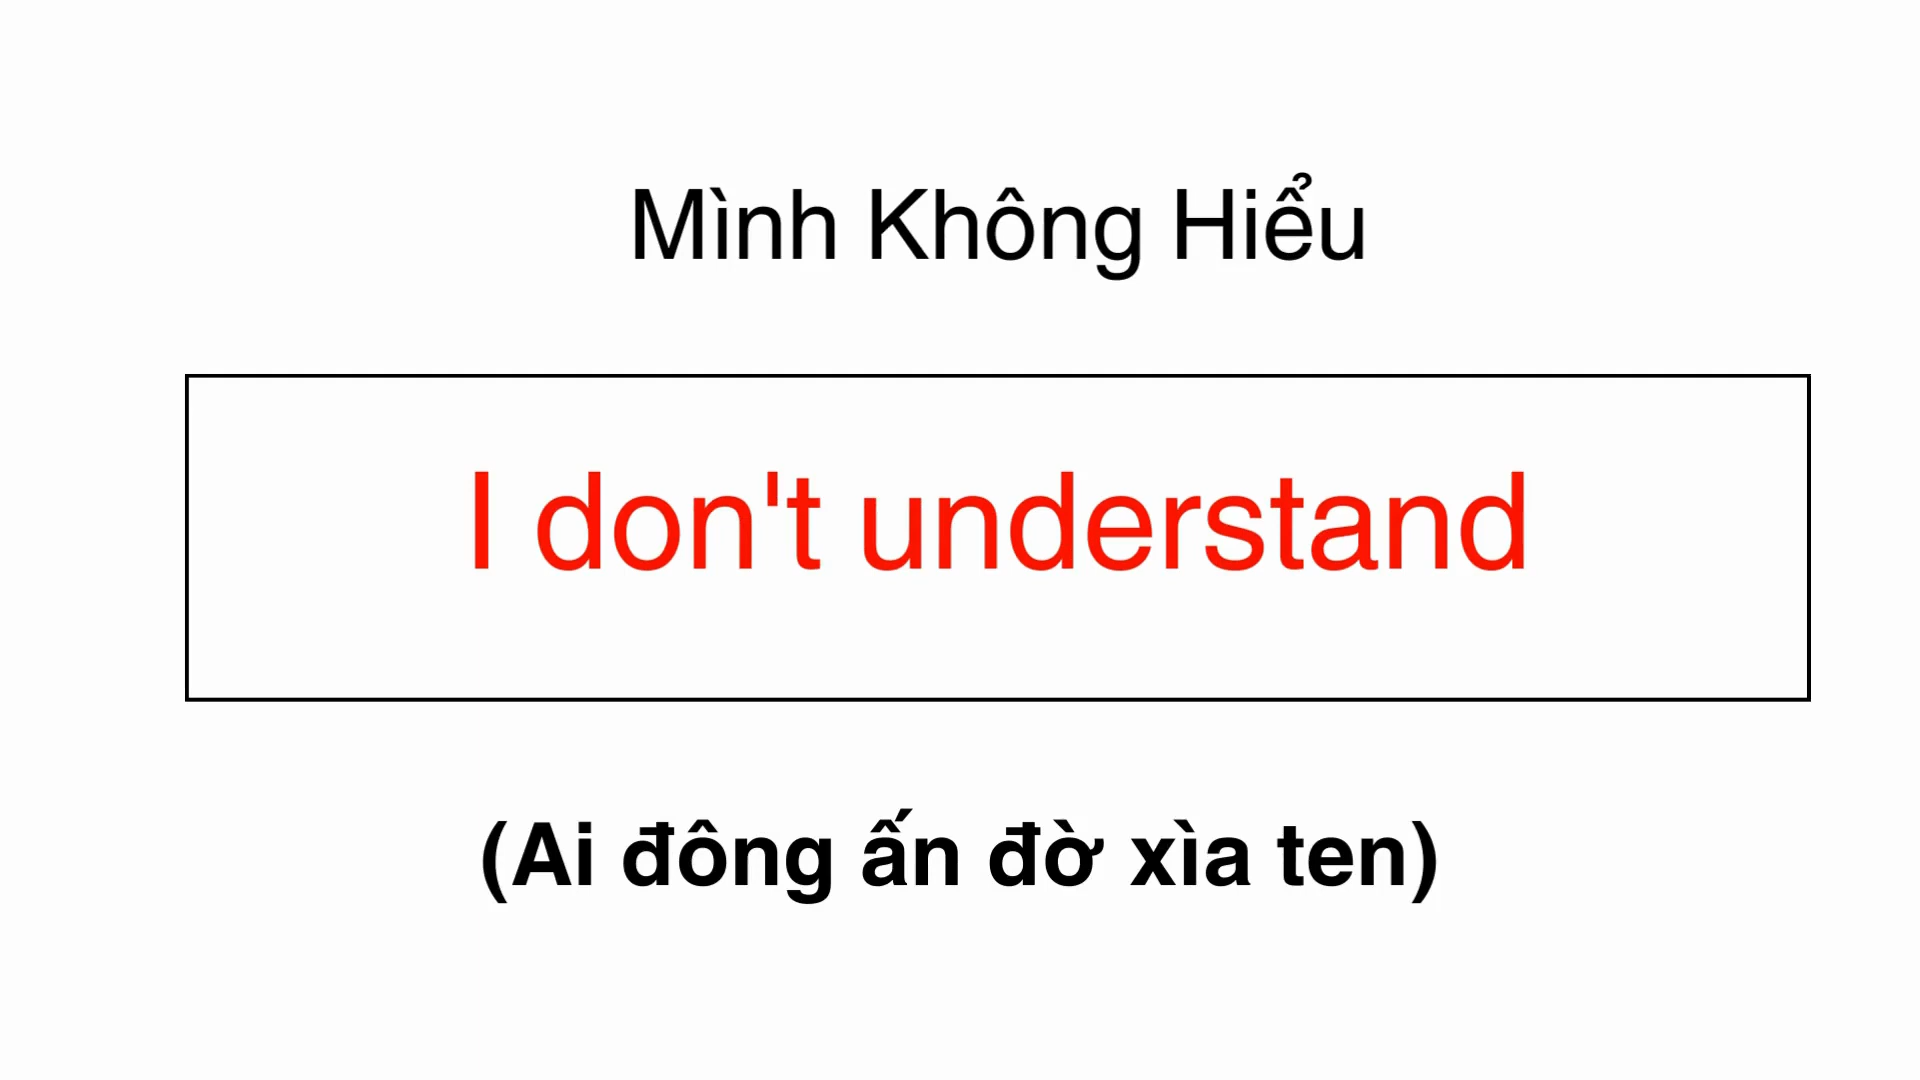 Mình Không Hiểu
I don't understand
(Ai đông ấn đờ xìa ten)